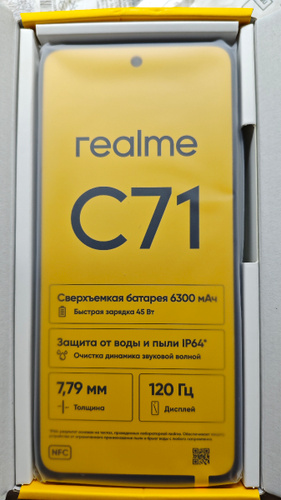 realme
C71
Сверхъемкая батарея 6300 мАч
Быстрая зарядка 45 Вт
Защита от воды и пыли IP64*
Очистка динамика звуковой волной
7,79 мм
Толщина
120 Гц
Дисплей
NFC